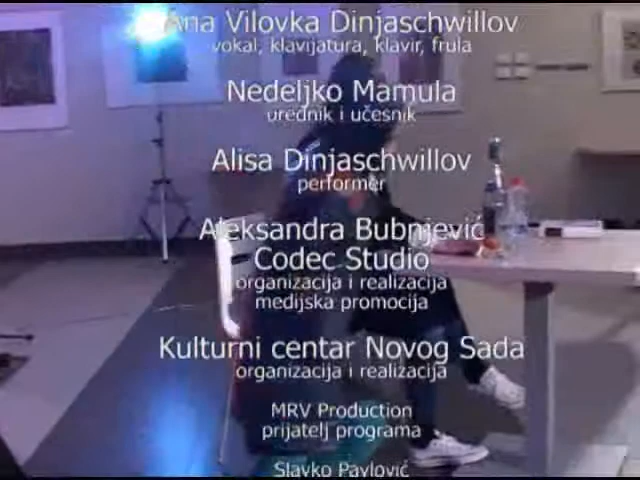 Ana Vilovka Dinjaschwillov
vokal, klavijatura, klavir, frula
Nedeljko Mamula
urednik i učesnik
Alisa Dinjaschwillov
performer
Aleksandra Bubnjević
Codec Studio
organizacija i realizacija
medijska promocija
Kulturni centar Novog Sada
organizacija i realizacija
MRV Production
prijatelj programa
Slavko Pavlović